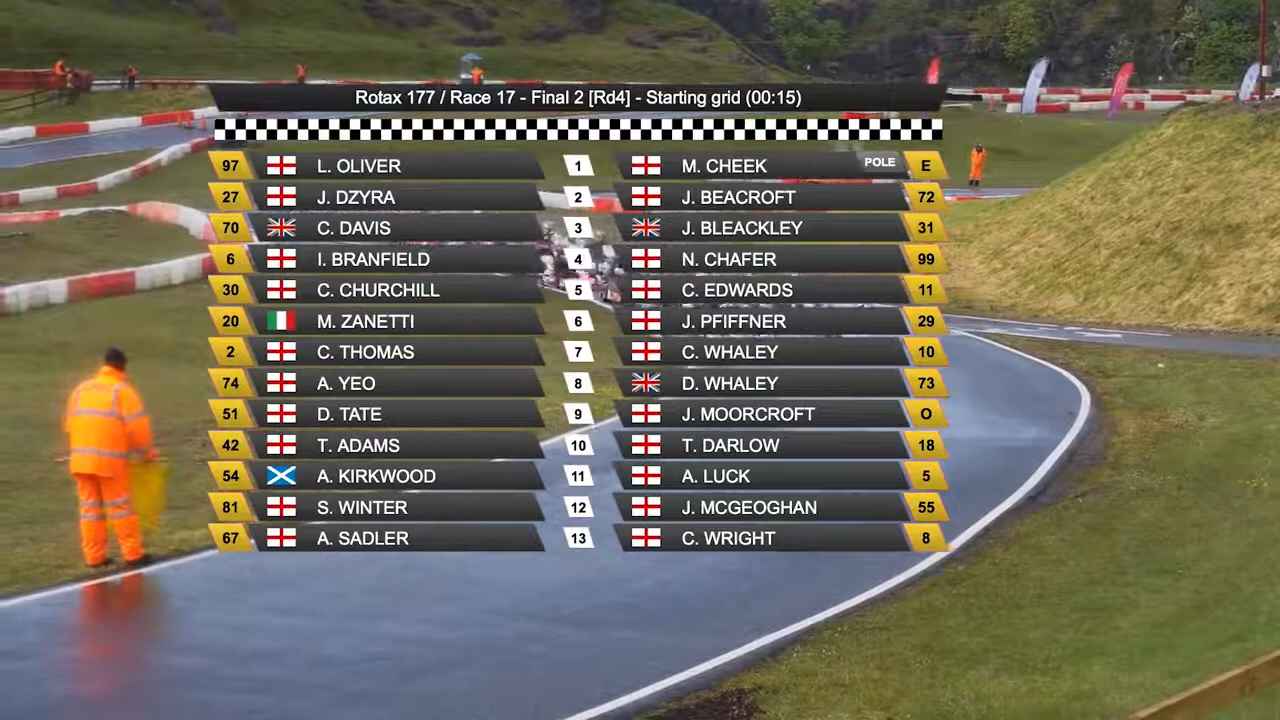 Rotax 177 / Race 17 - Final 2 [Rd4] - Starting grid (00:15)
97 L. OLIVER 1 M. CHEEK POLE E
27 J. DZYRA 2 J. BEACROFT 72
70 C. DAVIS 3 J. BLEACKLEY 31
6 I. BRANFIELD 4 N. CHAFER 99
30 C. CHURCHILL 5 C. EDWARDS 11
20 M. ZANETTI 6 J. PFIFFNER 29
2 C. THOMAS 7 C. WHALEY 10
74 A. YEO 8 D. WHALEY 73
51 D. TATE 9 J. MOORCROFT O
42 T. ADAMS 10 T. DARLOW 18
54 A. KIRKWOOD 11 A. LUCK 5
81 S. WINTER 12 J. MCGEOGHAN 55
67 A. SADLER 13 C. WRIGHT 8